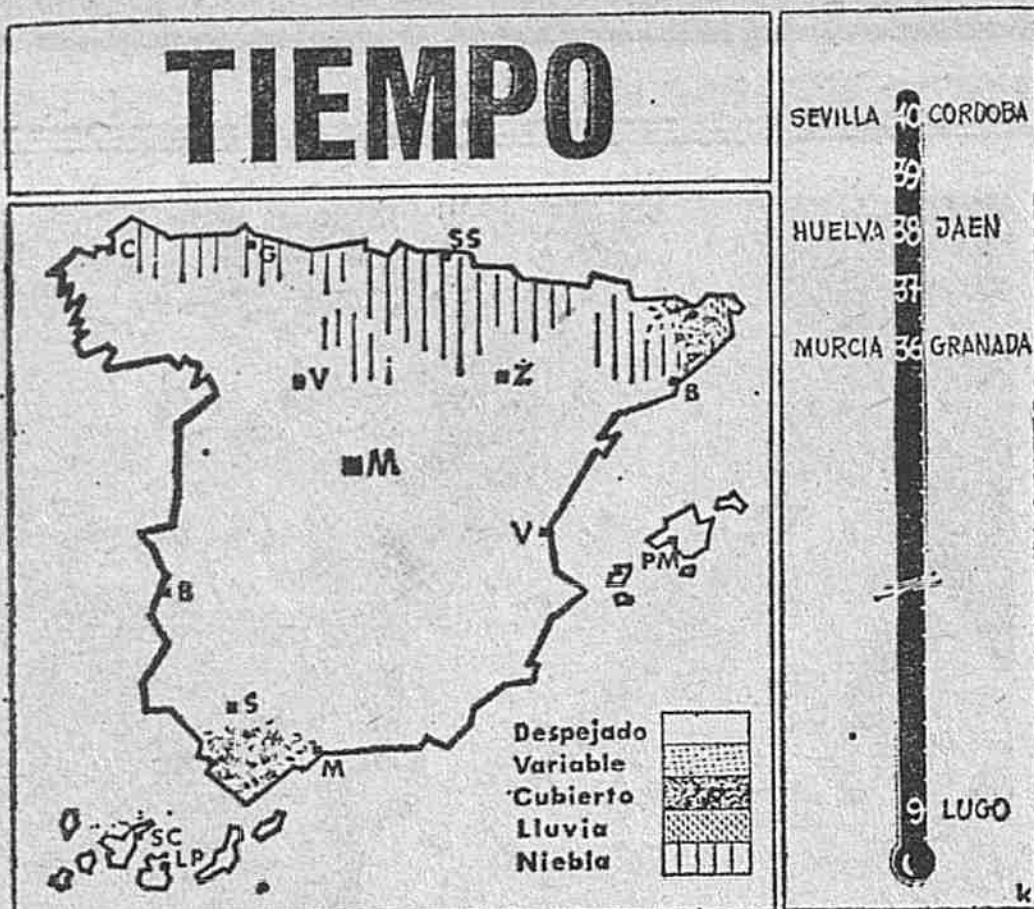 TIEMPO
C G SS
V Z
B
M
V
PM
B
S
M
SC
LP
Despejado
Variable
Cubierto
Lluvia
Niebla
SEVILLA 40 CORDOBA
39
HUELVA 38 JAEN
37
MURCIA 36 GRANADA
9 LUGO